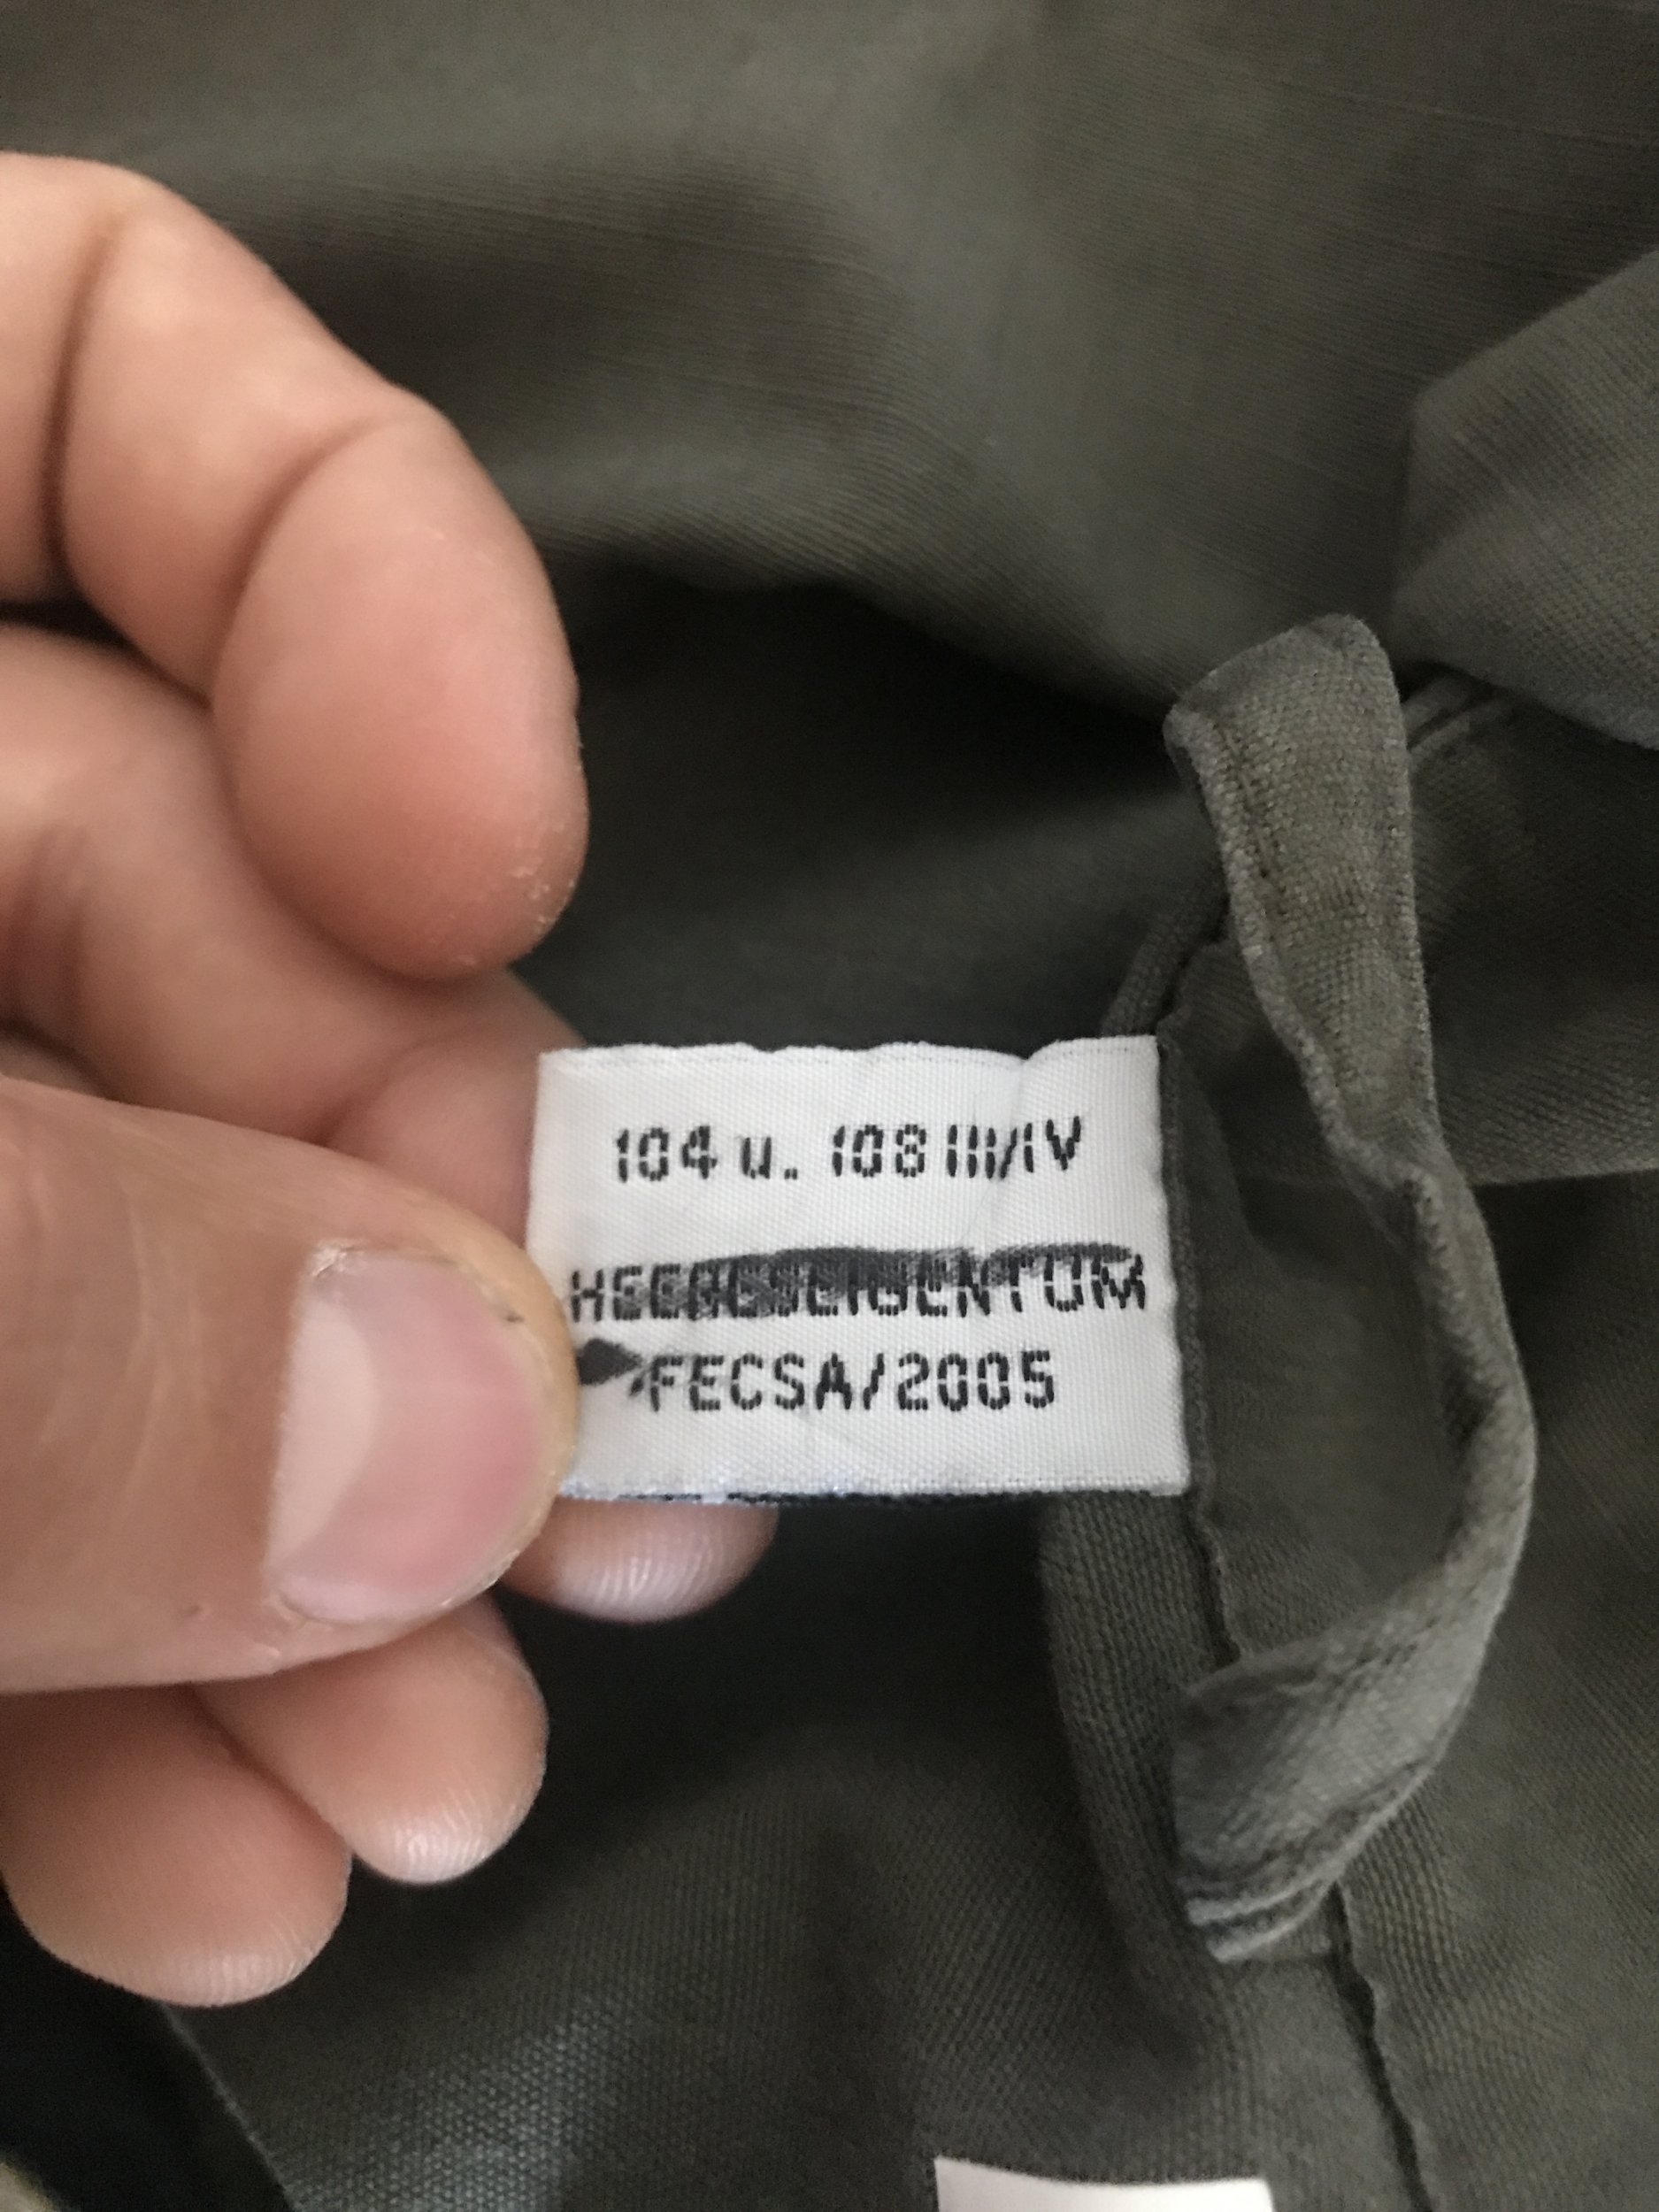 104 u. 108 III/IV
HEERESEIGENTUM
FECSA/2005